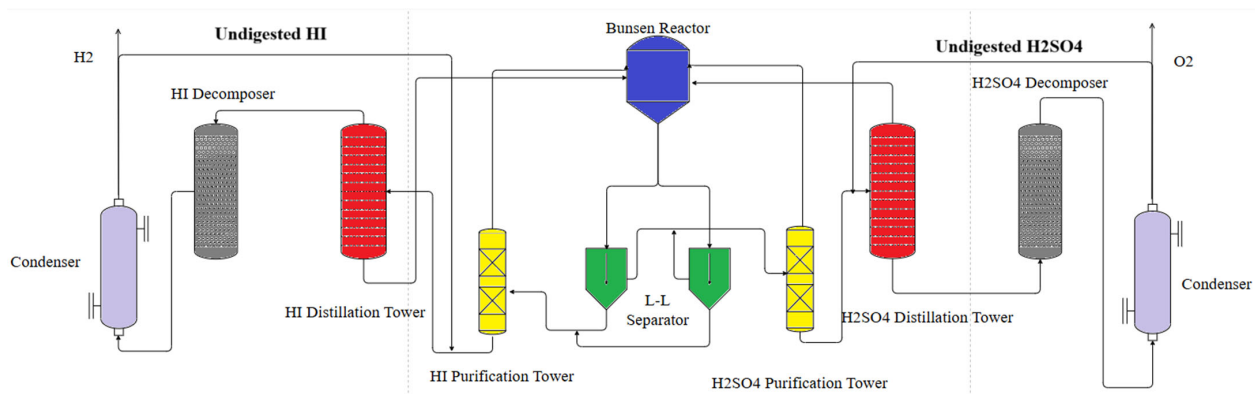 Bunsen Reactor
Undigested HI
Undigested H2SO4
H2
O2
HI Decomposer
H2SO4 Decomposer
Condenser
Condenser
L-L
Separator
HI Distillation Tower
H2SO4 Distillation Tower
HI Purification Tower
H2SO4 Purification Tower